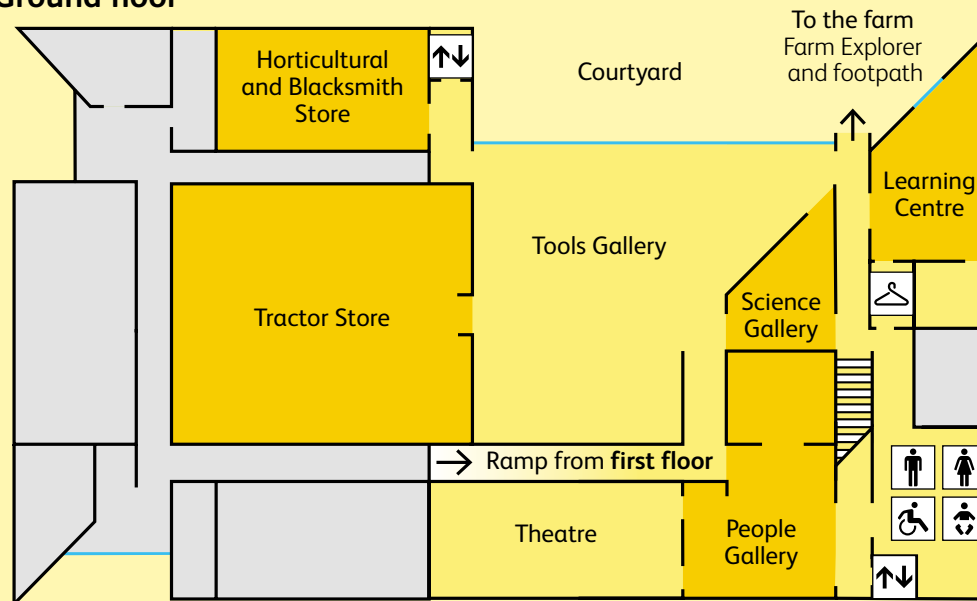 Ground floor
Horticultural
and Blacksmith
Store
Courtyard
To the farm
Farm Explorer
and footpath
Learning
Centre
Tools Gallery
Tractor Store
Science
Gallery
Ramp from first floor
Theatre
People
Gallery